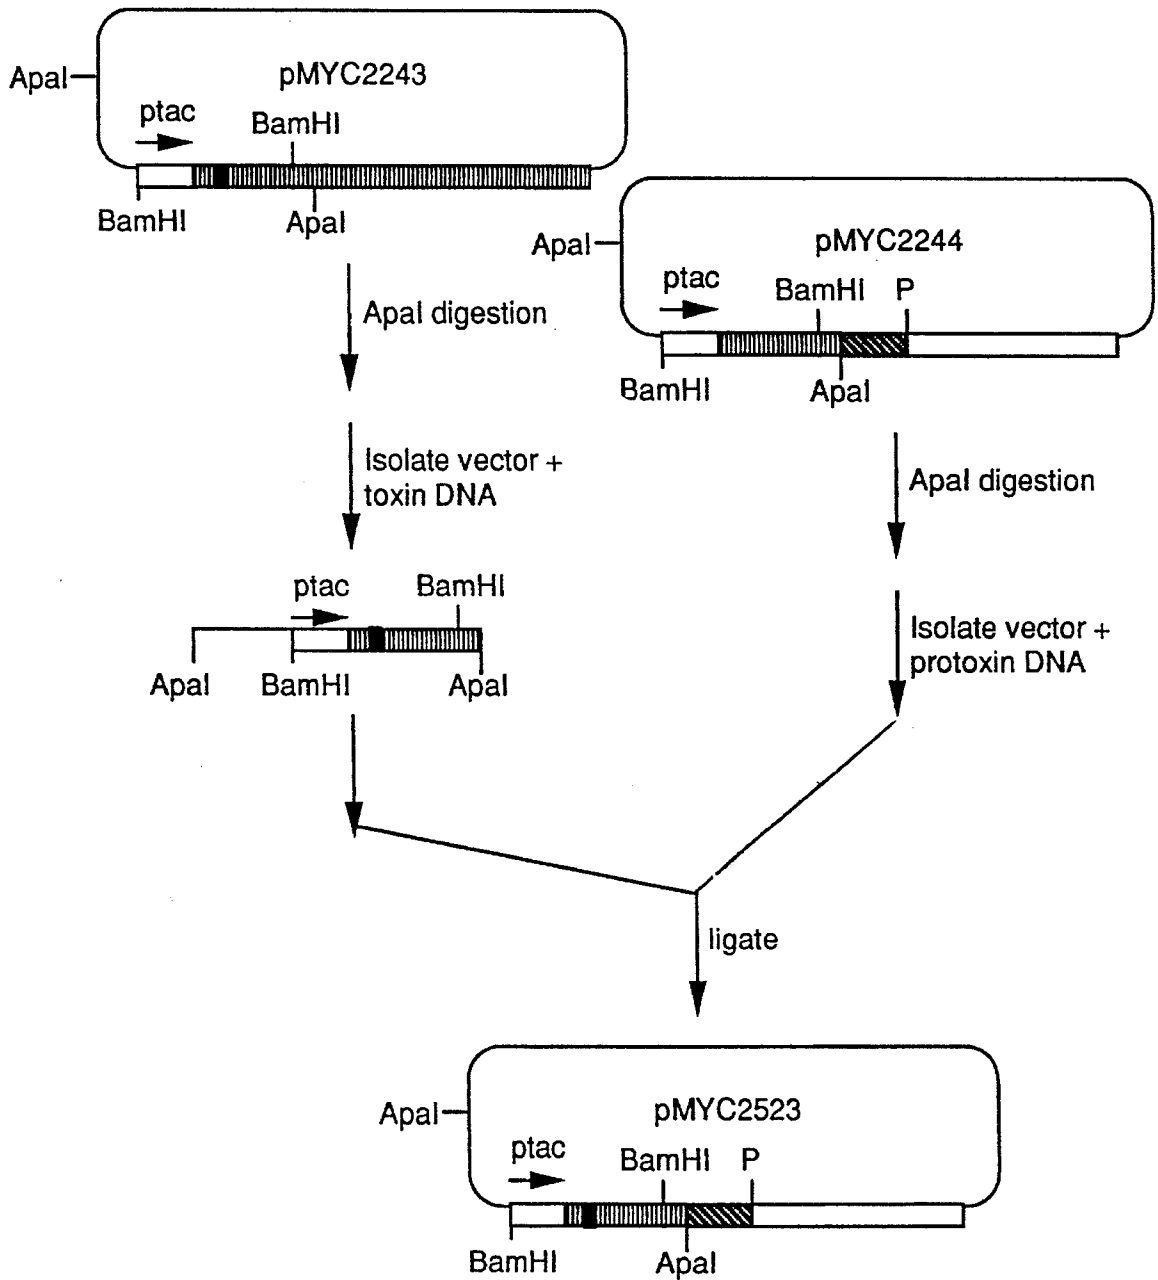 ApaI
pMYC2243
ptac
BamHI
BamHI
ApaI
ApaI
pMYC2244
ptac
BamHI P
BamHI
ApaI
ApaI digestion
Isolate vector +
toxin DNA
ApaI digestion
ptac
BamHI
ApaI
BamHI
ApaI
Isolate vector +
protoxin DNA
ligate
ApaI
pMYC2523
ptac
BamHI P
BamHI
ApaI